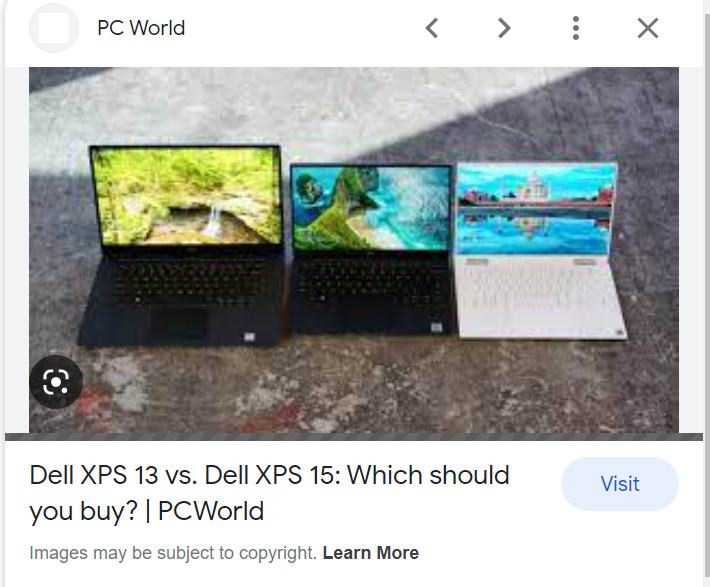 PC World
Dell XPS 13 vs. Dell XPS 15: Which should
you buy? | PCWorld
Visit
Images may be subject to copyright. Learn More